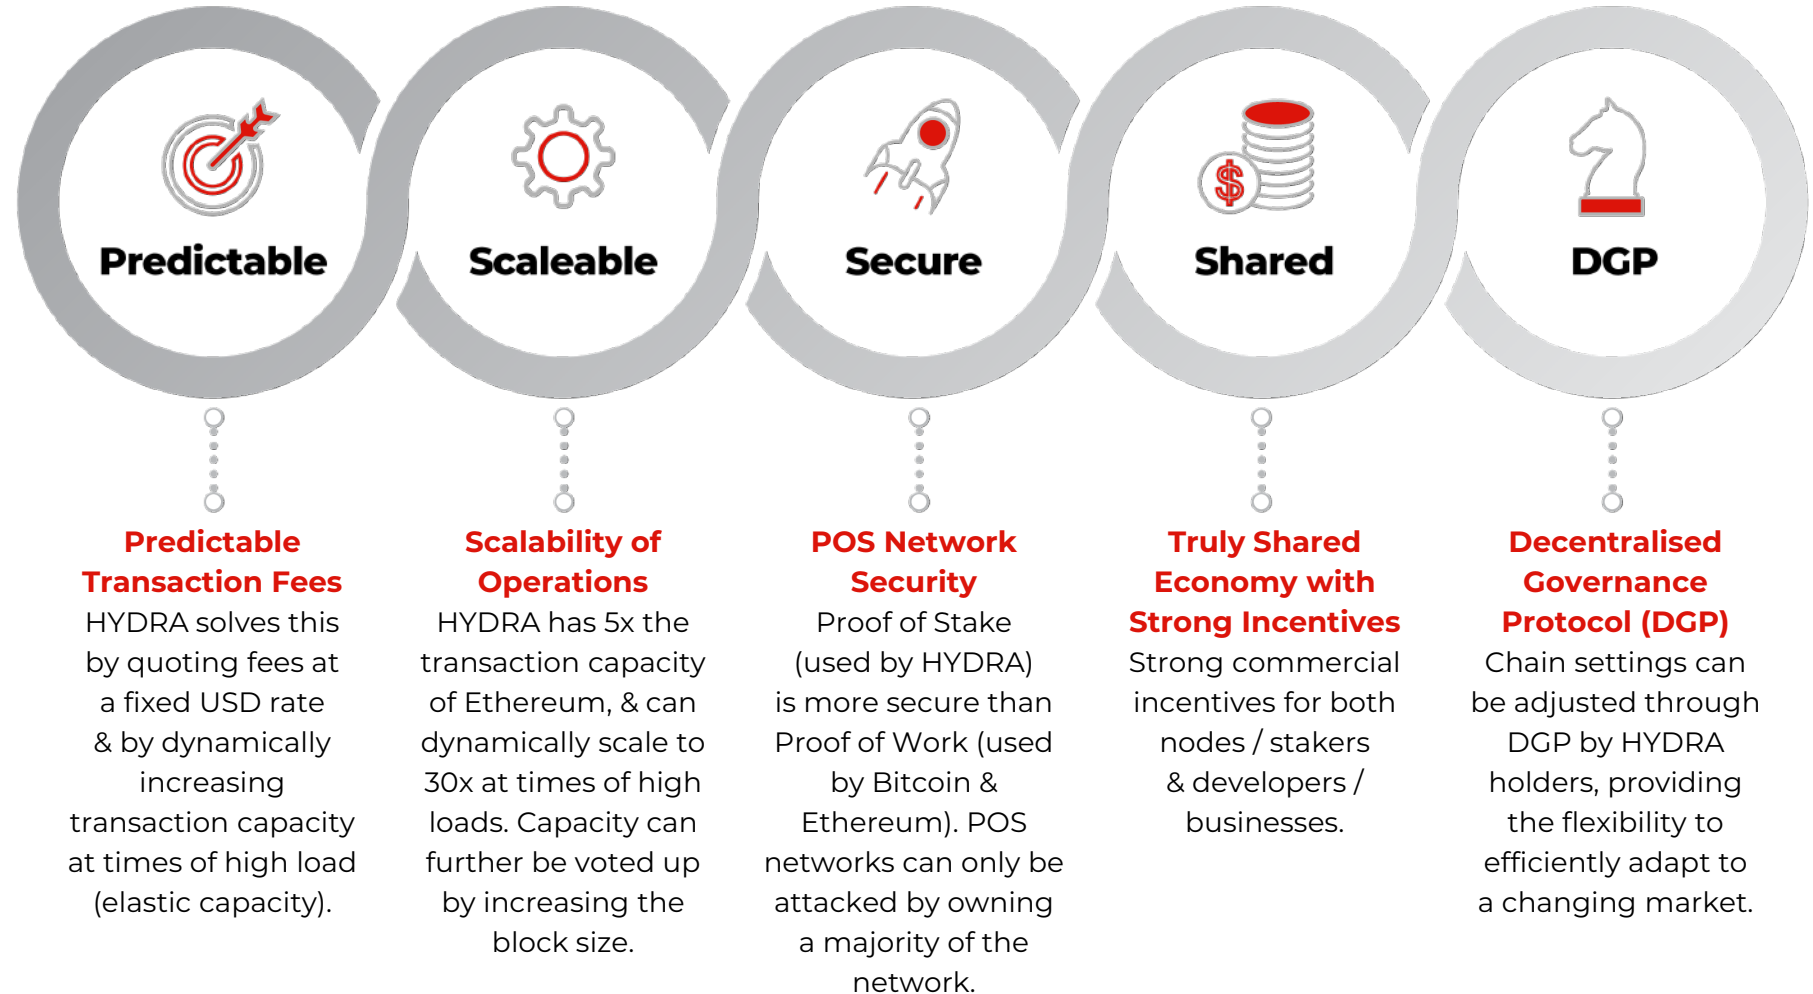 Predictable
Scaleable
Secure
Shared
DGP
$
Predictable
Transaction Fees
HYDRA solves this
by quoting fees at
a fixed USD rate
& by dynamically
increasing
transaction capacity
at times of high load
(elastic capacity).
Scalability of
Operations
HYDRA has 5x the
transaction capacity
of Ethereum, & can
dynamically scale to
30x at times of high
loads. Capacity can
further be voted up
by increasing the
block size.
POS Network
Security
Proof of Stake
(used by HYDRA)
is more secure than
Proof of Work (used
by Bitcoin &
Ethereum). POS
networks can only be
attacked by owning
a majority of the
network.
Truly Shared
Economy with
Strong Incentives
Strong commercial
incentives for both
nodes / stakers
& developers /
businesses.
Decentralised
Governance
Protocol (DGP)
Chain settings can
be adjusted through
DGP by HYDRA
holders, providing
the flexibility to
efficiently adapt to
a changing market.